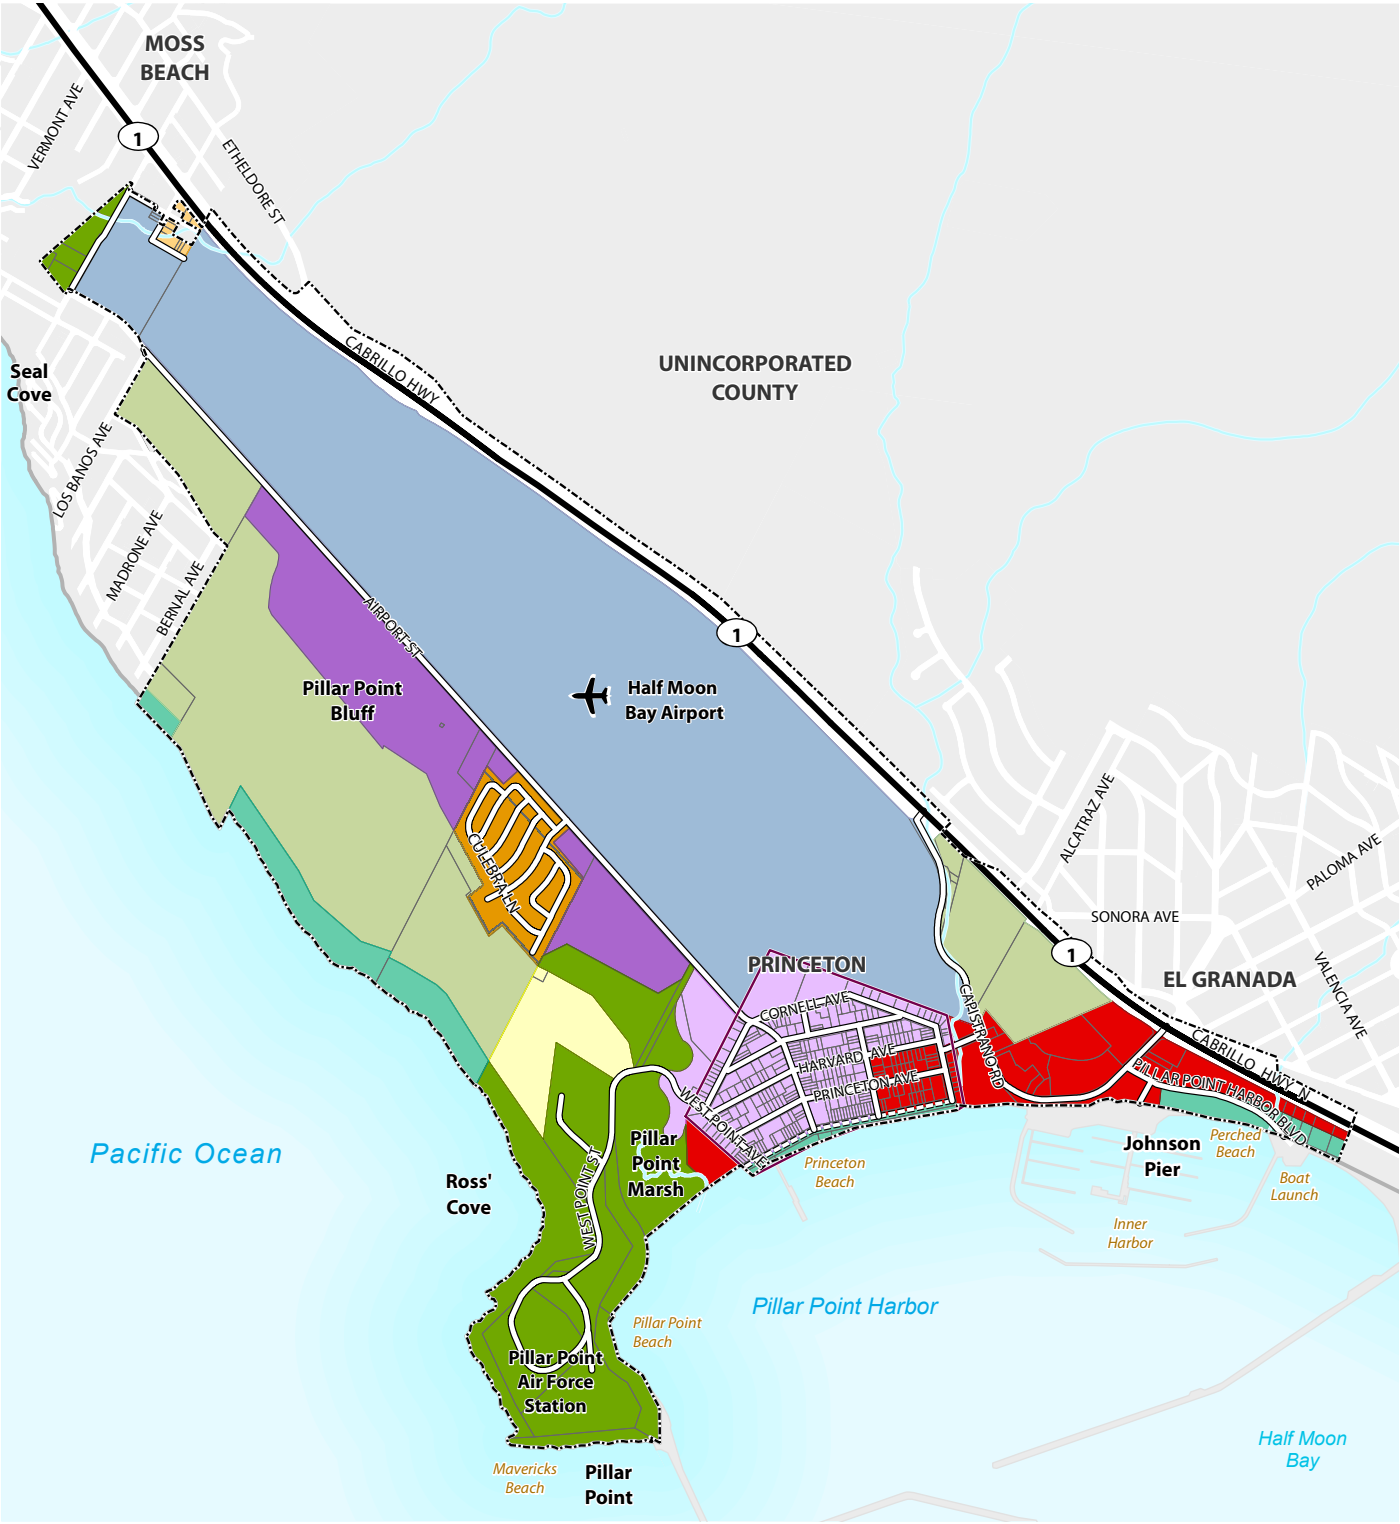 MOSS
BEACH
VERMONT AVE
1
ETHELDORE ST
CABRILLO HWY
UNINCORPORATED
COUNTY
Seal
Cove
LOS BANOS AVE
MADRONE AVE
BERNAL AVE
AIRPORT ST
1
Pillar Point
Bluff
Half Moon
Bay Airport
ALCATRAZ AVE
PALOMA AVE
CULEBRA LN
SONORA AVE
1
PRINCETON
EL GRANADA
VALENCIA AVE
CORNELL AVE
CAPISTRANO RD
HARVARD AVE
PRINCETON AVE
CABRILLO HWY N
PILLAR POINT HARBOR BLVD
WEST POINT AVE
Pacific Ocean
Pillar
Point
Marsh
Johnson
Pier
Perched
Beach
Princeton
Beach
Boat
Launch
Ross'
Cove
WEST POINT ST
Inner
Harbor
Pillar Point Harbor
Pillar Point
Beach
Pillar Point
Air Force
Station
Half Moon
Bay
Mavericks
Beach
Pillar
Point